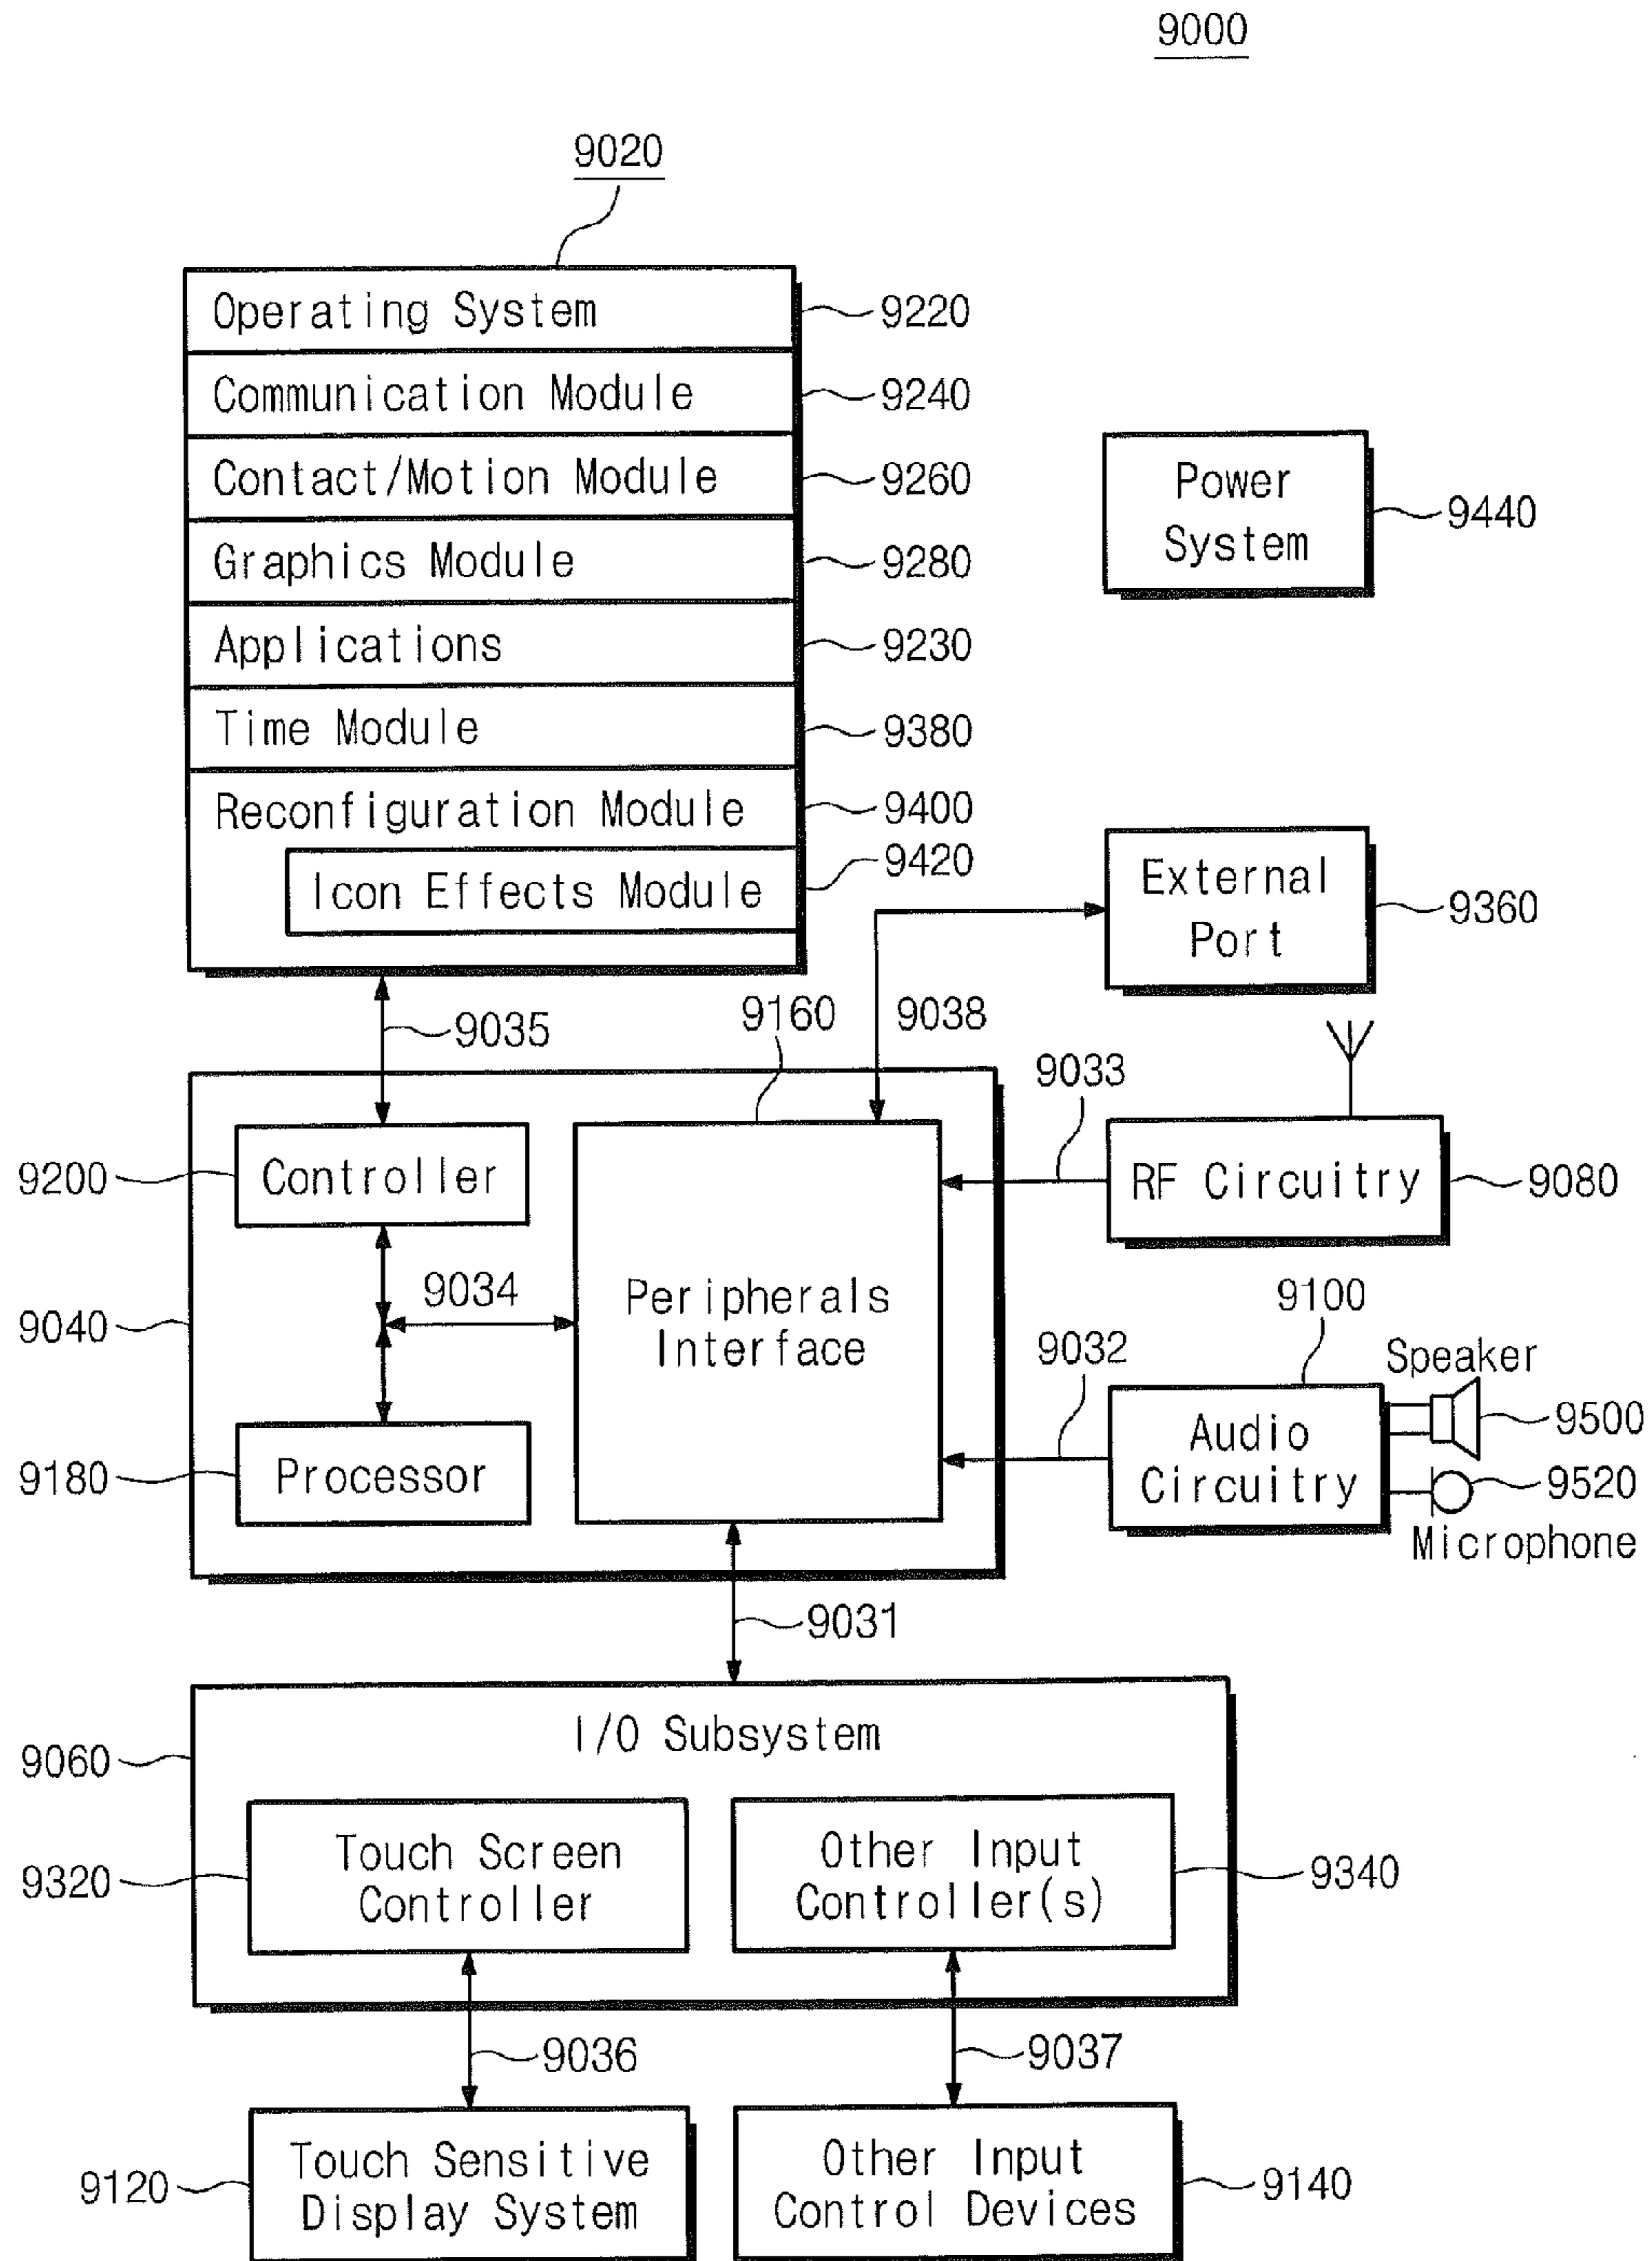 9000
9020
Operating System
9220
Communication Module
9240
Contact/Motion Module
9260
Graphics Module
9280
Applications
9230
Time Module
9380
Reconfiguration Module
9400
Icon Effects Module
9420
Power
System
9440
External
Port
9360
9035
9160
9038
9033
9200
Controller
RF Circuitry
9080
9040
9034
Peripherals
Interface
9032
9100
Speaker
9500
Audio
Circuitry
9520
Microphone
9180
Processor
9031
9060
I/O Subsystem
9320
Touch Screen
Controller
Other Input
Controller(s)
9340
9036
9037
9120
Touch Sensitive
Display System
Other Input
Control Devices
9140